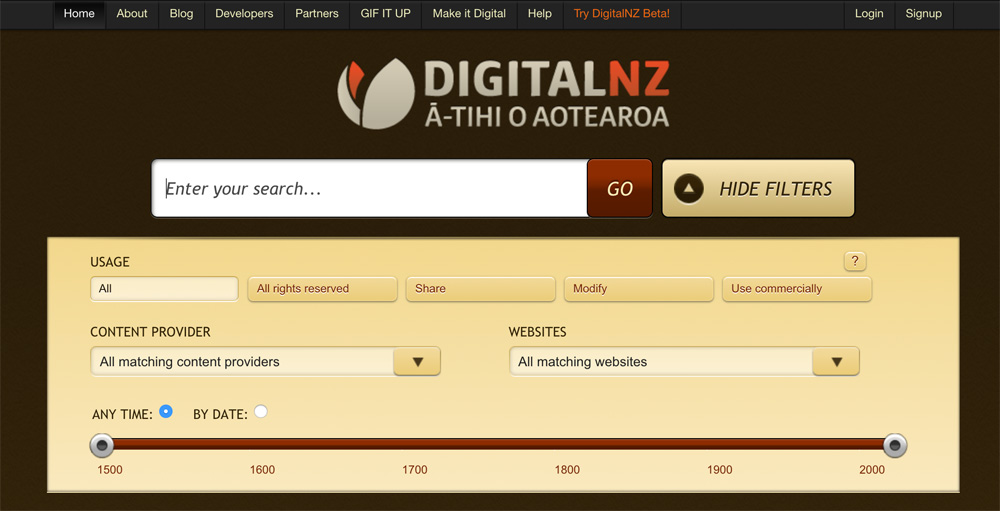 Home About Blog Developers Partners GIF IT UP Make it Digital Help Try DigitalNZ Beta! Login Signup
DIGITALNZ
Ā-TIHI O AOTEAROA
Enter your search... GO HIDE FILTERS
USAGE ?
All All rights reserved Share Modify Use commercially
CONTENT PROVIDER WEBSITES
All matching content providers All matching websites
ANY TIME: BY DATE:
1500 1600 1700 1800 1900 2000